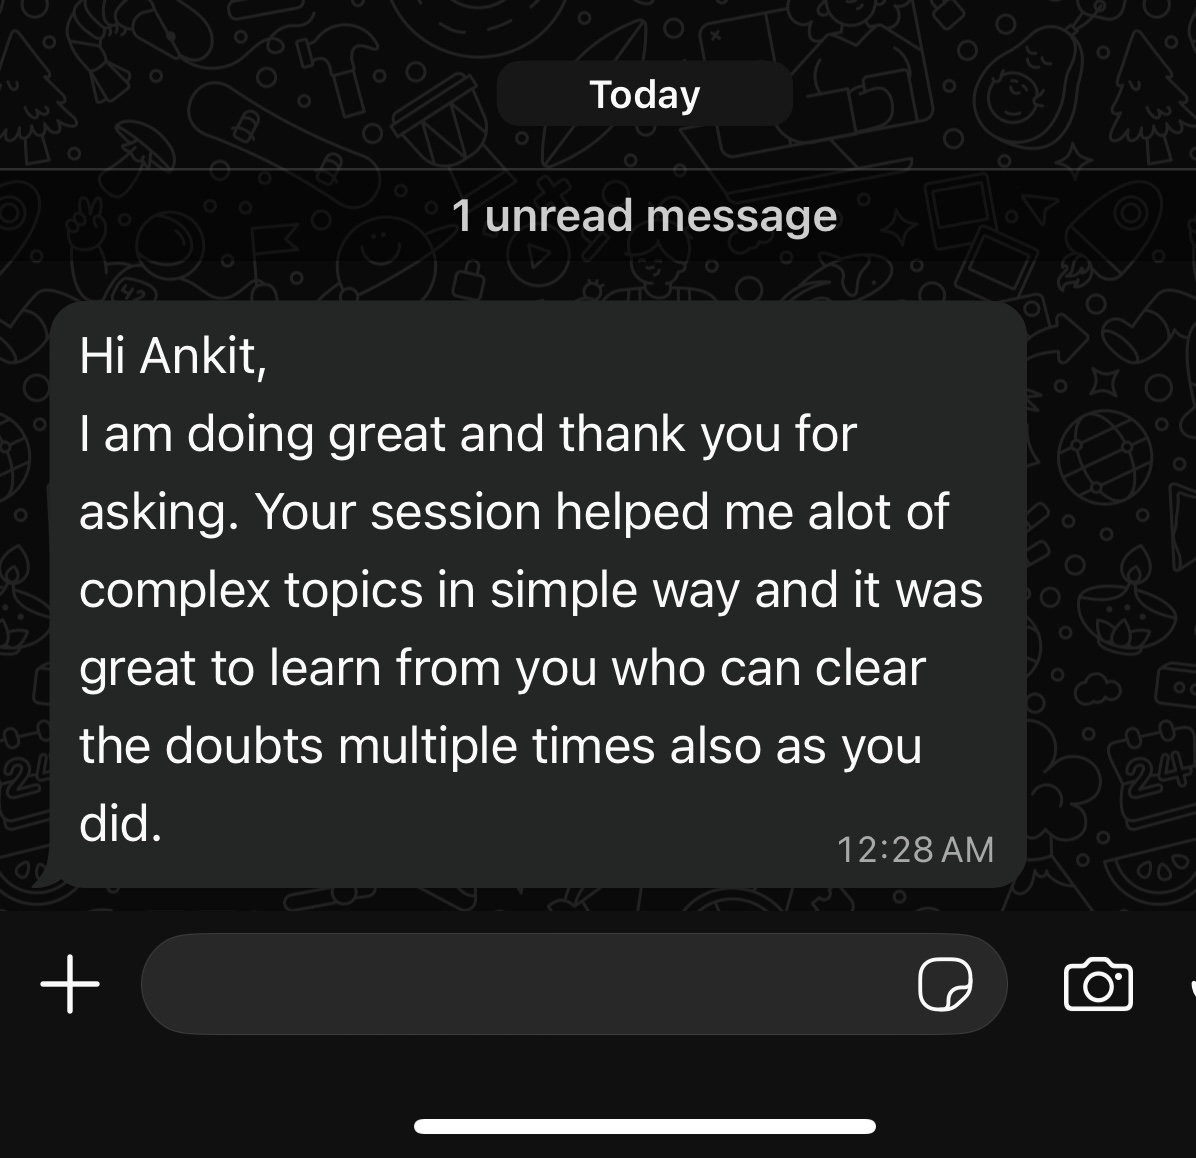 Today
1 unread message
Hi Ankit,
I am doing great and thank you for
asking. Your session helped me alot of
complex topics in simple way and it was
great to learn from you who can clear
the doubts multiple times also as you
did.
12:28 AM